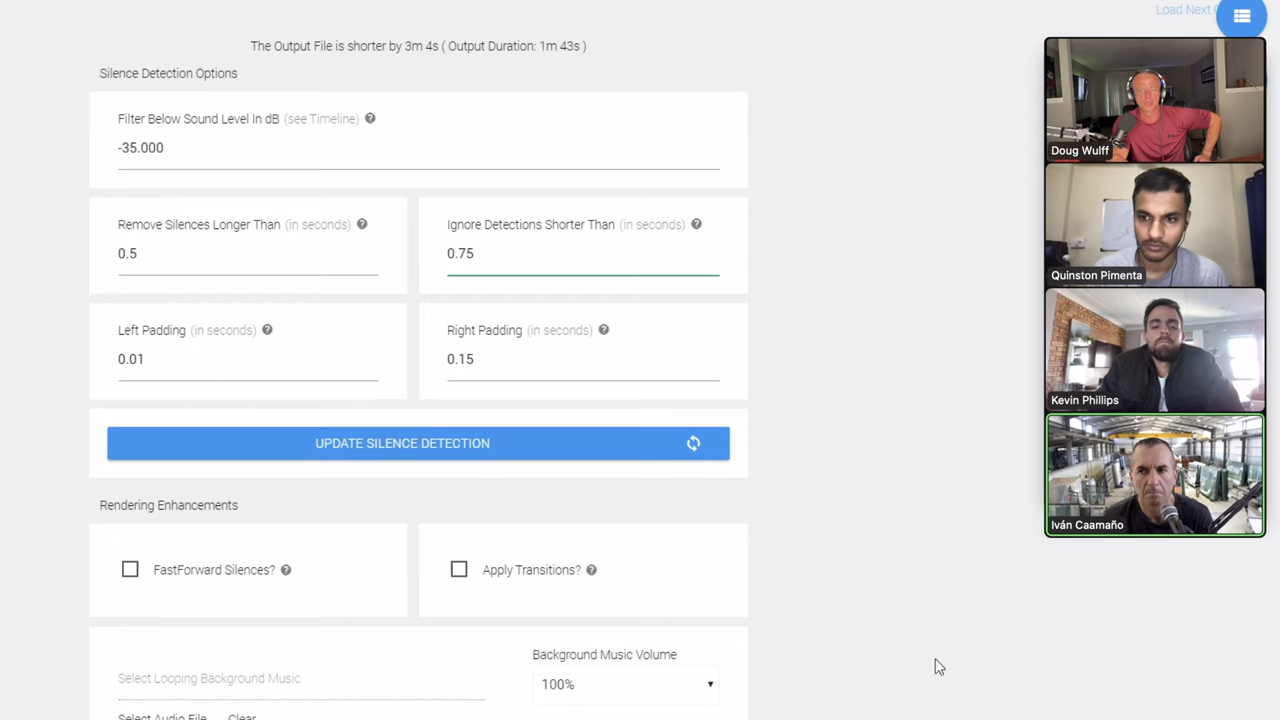 Load Next
The Output File is shorter by 3m 4s ( Output Duration: 1m 43s )
Silence Detection Options
Filter Below Sound Level In dB (see Timeline)
-35.000
Remove Silences Longer Than (in seconds)
Ignore Detections Shorter Than (in seconds)
0.5
0.75
Left Padding (in seconds)
Right Padding (in seconds)
0.01
0.15
UPDATE SILENCE DETECTION
Rendering Enhancements
FastForward Silences?
Apply Transitions?
Background Music Volume
Select Looping Background Music
100%
Select Audio File
Clear
Doug Wulff
Quinston Pimenta
Kevin Phillips
Iván Caamaño